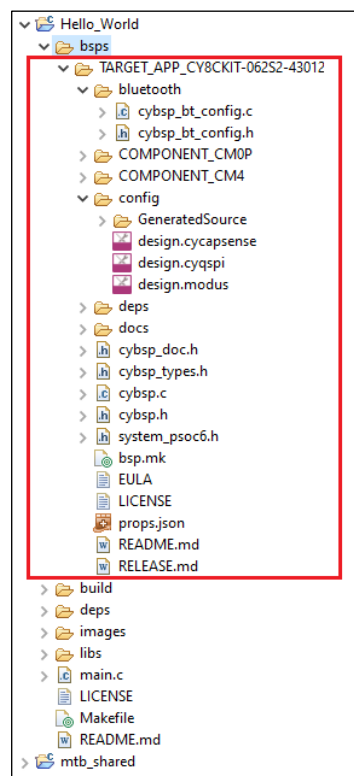 Hello_World
bsps
TARGET_APP_CY8CKIT-062S2-43012
bluetooth
cybsp_bt_config.c
cybsp_bt_config.h
COMPONENT_CM0P
COMPONENT_CM4
config
GeneratedSource
design.cycapsense
design.cyqspi
design.modus
deps
docs
cybsp_doc.h
cybsp_types.h
cybsp.c
cybsp.h
system_psoc6.h
bsp.mk
EULA
LICENSE
props.json
README.md
RELEASE.md
build
deps
images
libs
main.c
LICENSE
Makefile
README.md
mtb_shared